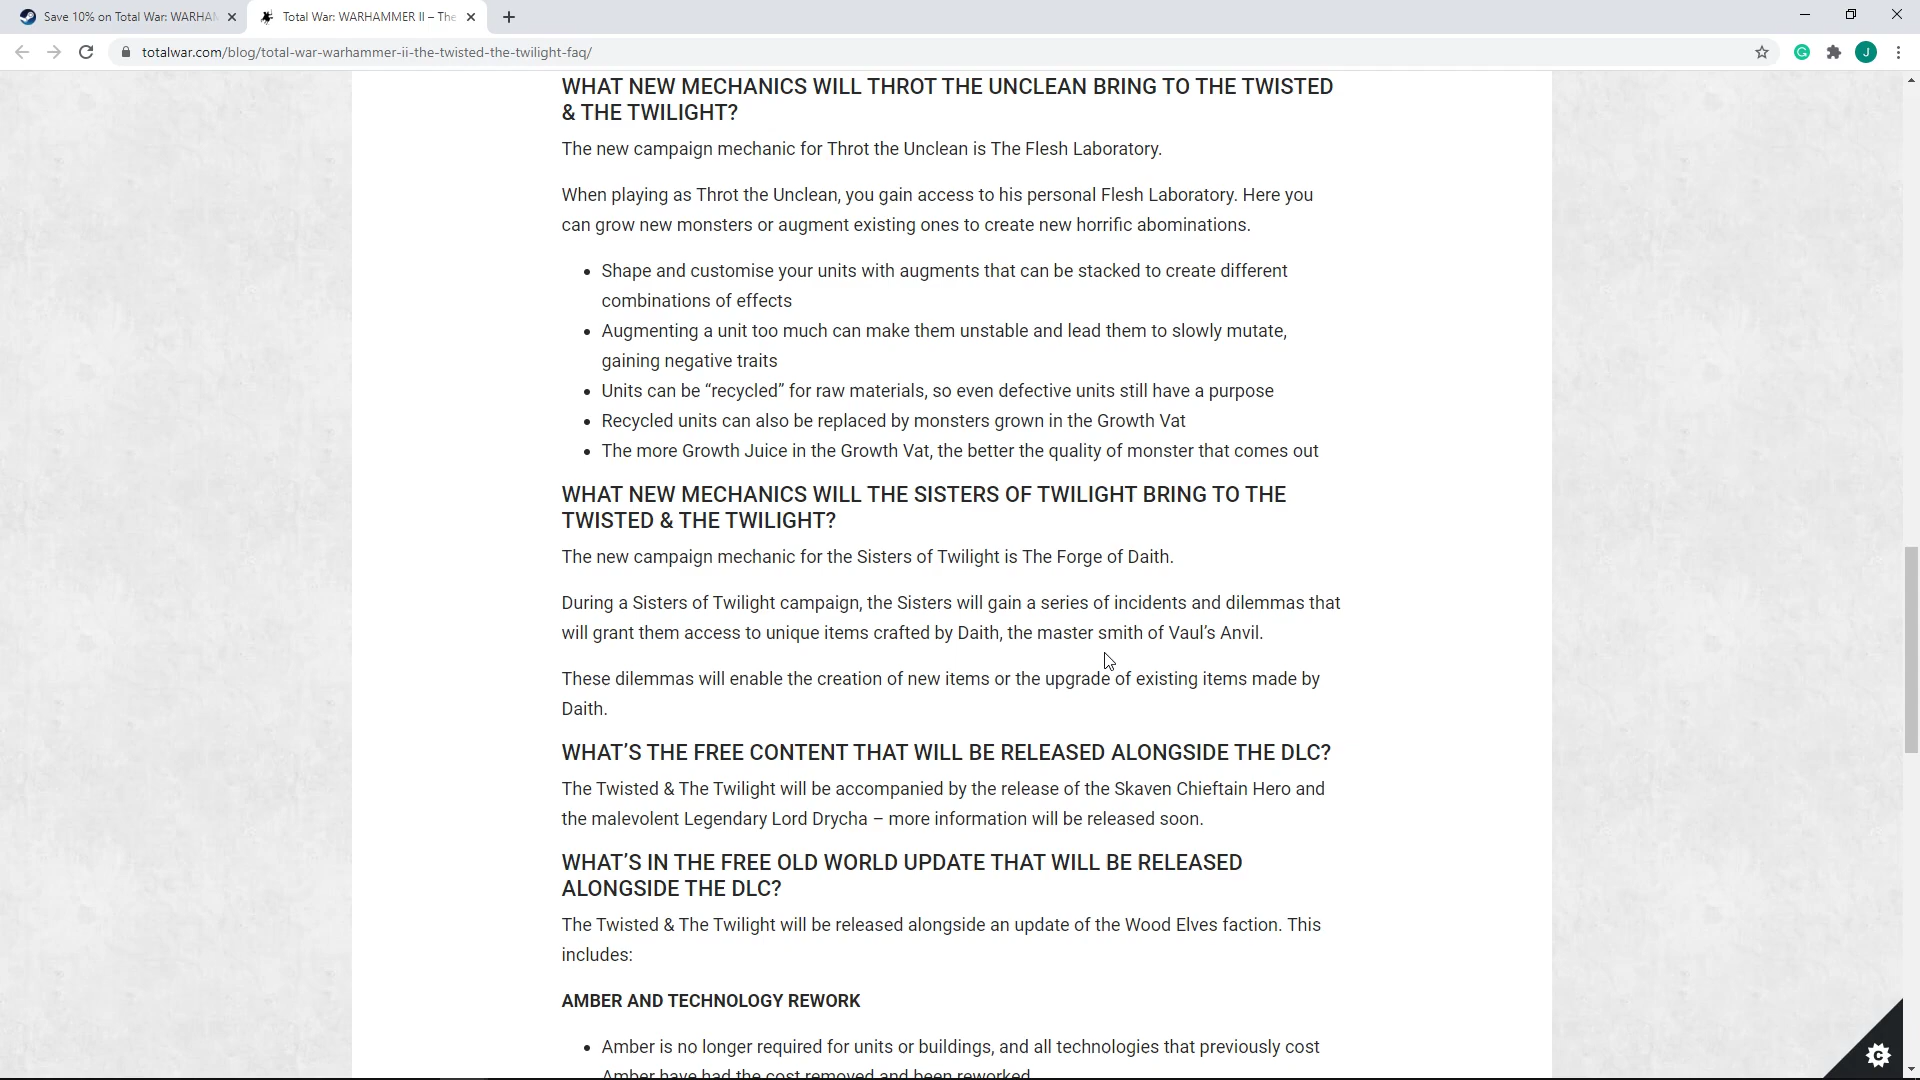 Save 10% on Total War: WARHAM
Total War: WARHAMMER II – The
totalwar.com/blog/total-war-warhammer-ii-the-twisted-the-twilight-faq/
J
WHAT NEW MECHANICS WILL THROT THE UNCLEAN BRING TO THE TWISTED
& THE TWILIGHT?
The new campaign mechanic for Throt the Unclean is The Flesh Laboratory.
When playing as Throt the Unclean, you gain access to his personal Flesh Laboratory. Here you
can grow new monsters or augment existing ones to create new horrific abominations.
• Shape and customise your units with augments that can be stacked to create different
combinations of effects
• Augmenting a unit too much can make them unstable and lead them to slowly mutate,
gaining negative traits
• Units can be “recycled” for raw materials, so even defective units still have a purpose
• Recycled units can also be replaced by monsters grown in the Growth Vat
• The more Growth Juice in the Growth Vat, the better the quality of monster that comes out
WHAT NEW MECHANICS WILL THE SISTERS OF TWILIGHT BRING TO THE
TWISTED & THE TWILIGHT?
The new campaign mechanic for the Sisters of Twilight is The Forge of Daith.
During a Sisters of Twilight campaign, the Sisters will gain a series of incidents and dilemmas that
will grant them access to unique items crafted by Daith, the master smith of Vaul’s Anvil.
These dilemmas will enable the creation of new items or the upgrade of existing items made by
Daith.
WHAT’S THE FREE CONTENT THAT WILL BE RELEASED ALONGSIDE THE DLC?
The Twisted & The Twilight will be accompanied by the release of the Skaven Chieftain Hero and
the malevolent Legendary Lord Drycha – more information will be released soon.
WHAT’S IN THE FREE OLD WORLD UPDATE THAT WILL BE RELEASED
ALONGSIDE THE DLC?
The Twisted & The Twilight will be released alongside an update of the Wood Elves faction. This
includes:
AMBER AND TECHNOLOGY REWORK
• Amber is no longer required for units or buildings, and all technologies that previously cost
Amber have had the cost removed and been reworked